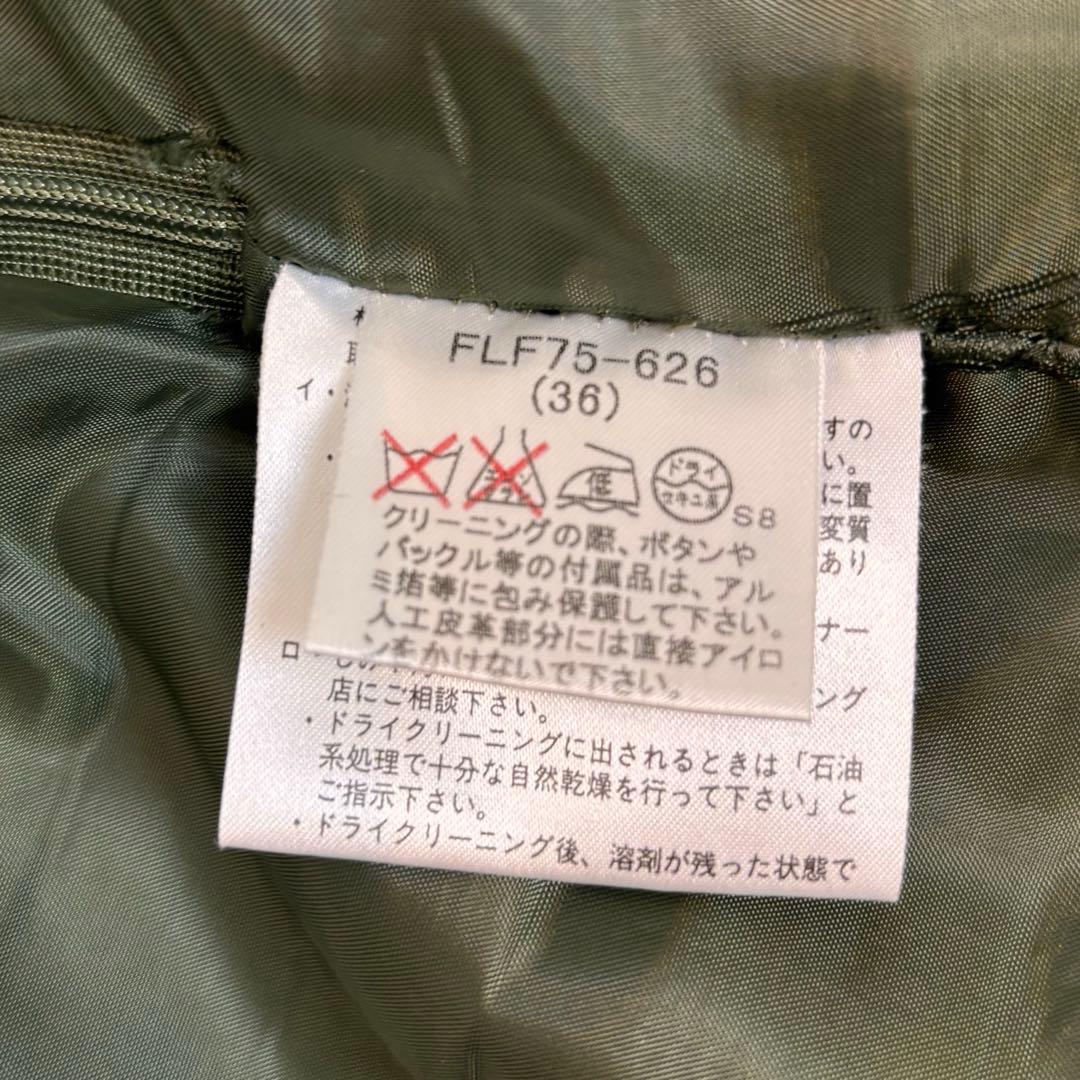 FLF75-626
(36)
低
ドライ
セキユ系
S8
クリーニングの際、ボタンや
バックル等の付属品は、アル
ミ箔等に包み保護して下さい。
人工皮革部分には直接アイロ
ンをかけないで下さい。
イ・
すの
い。
に置
変質
あり
ナー
ロ
ング
店にご相談下さい。
・ドライクリーニングに出されるときは「石油
系処理で十分な自然乾燥を行って下さい」と
ご指示下さい。
・ドライクリーニング後、溶剤が残った状態で